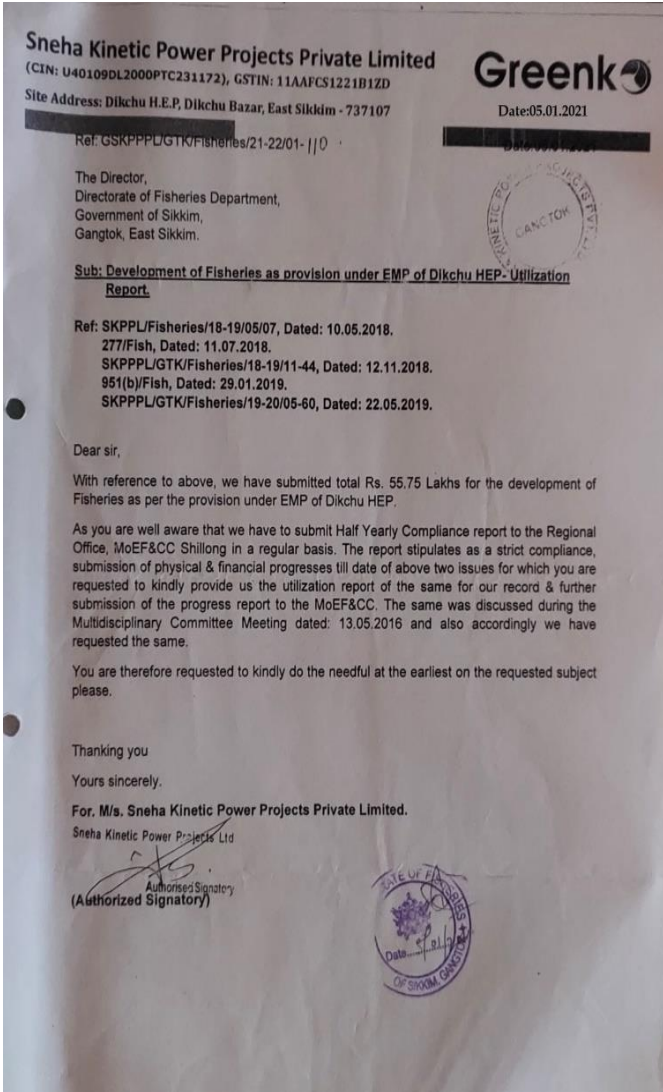 Sneha Kinetic Power Projects Private Limited
(CIN: U40109DL2000PTC231172), GSTIN: 11AAFCS1221B1ZD
Site Address: Dikchu H.E.P, Dikchu Bazar, East Sikkim - 737107
Greenko
Date:05.01.2021
Ref: GSKPPPL/GTK/Fisheries/21-22/01-110
The Director,
Directorate of Fisheries Department,
Government of Sikkim,
Gangtok, East Sikkim.
KINETIC POWER PROJECTS PVT. LTD
GANGTOK
Sub: Development of Fisheries as provision under EMP of Dikchu HEP- Utilization
Report.
Ref: SKPPL/Fisheries/18-19/05/07, Dated: 10.05.2018.
277/Fish, Dated: 11.07.2018.
SKPPPL/GTK/Fisheries/18-19/11-44, Dated: 12.11.2018.
951(b)/Fish, Dated: 29.01.2019.
SKPPPL/GTK/Fisheries/19-20/05-60, Dated: 22.05.2019.
Dear sir,
With reference to above, we have submitted total Rs. 55.75 Lakhs for the development of
Fisheries as per the provision under EMP of Dikchu HEP.
As you are well aware that we have to submit Half Yearly Compliance report to the Regional
Office, MoEF&CC Shillong in a regular basis. The report stipulates as a strict compliance,
submission of physical & financial progresses till date of above two issues for which you are
requested to kindly provide us the utilization report of the same for our record & further
submission of the progress report to the MoEF&CC. The same was discussed during the
Multidisciplinary Committee Meeting dated: 13.05.2016 and also accordingly we have
requested the same.
You are therefore requested to kindly do the needful at the earliest on the requested subject
please.
Thanking you
Yours sincerely.
For. M/s. Sneha Kinetic Power Projects Private Limited.
Sneha Kinetic Power Projects Ltd
Authorised Signatory
(Authorized Signatory)
OF FISHERIES
Date
OF SIKKIM, GANGTOK